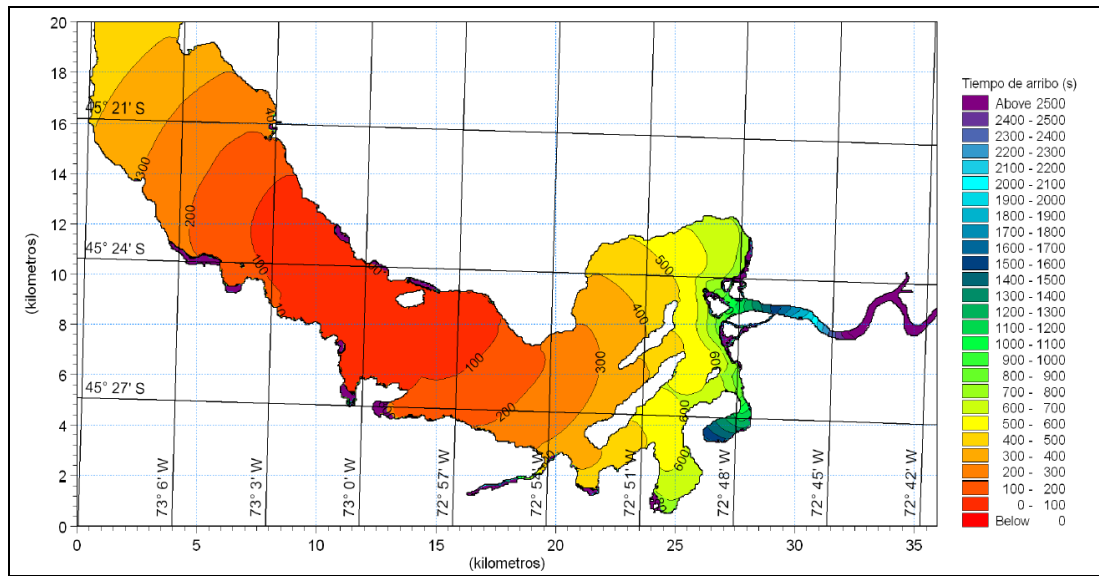 20
18
16
14
12
10
8
6
4
2
0
(kilometros)
0
5
10
15
20
25
30
35
(kilometros)
45° 21' S
45° 24' S
45° 27' S
73° 6' W
73° 3' W
73° 0' W
72° 57' W
72° 54' W
72° 51' W
72° 48' W
72° 45' W
72° 42' W
300
200
100
100
200
300
400
500
600
600
Tiempo de arribo (s)
Above 2500
2400 - 2500
2300 - 2400
2200 - 2300
2100 - 2200
2000 - 2100
1900 - 2000
1800 - 1900
1700 - 1800
1600 - 1700
1500 - 1600
1400 - 1500
1300 - 1400
1200 - 1300
1100 - 1200
1000 - 1100
900 - 1000
800 - 900
700 - 800
600 - 700
500 - 600
400 - 500
300 - 400
200 - 300
100 - 200
0 - 100
Below 0